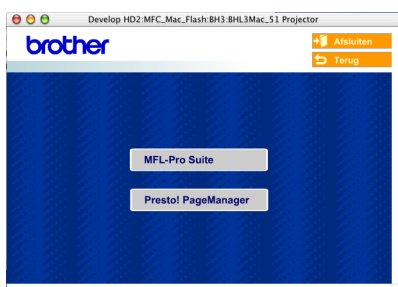 Develop HD2:MFC_Mac_Flash:BH3:BHL3Mac_51 Projector
brother
Afsluiten
Terug
MFL-Pro Suite
Presto! PageManager